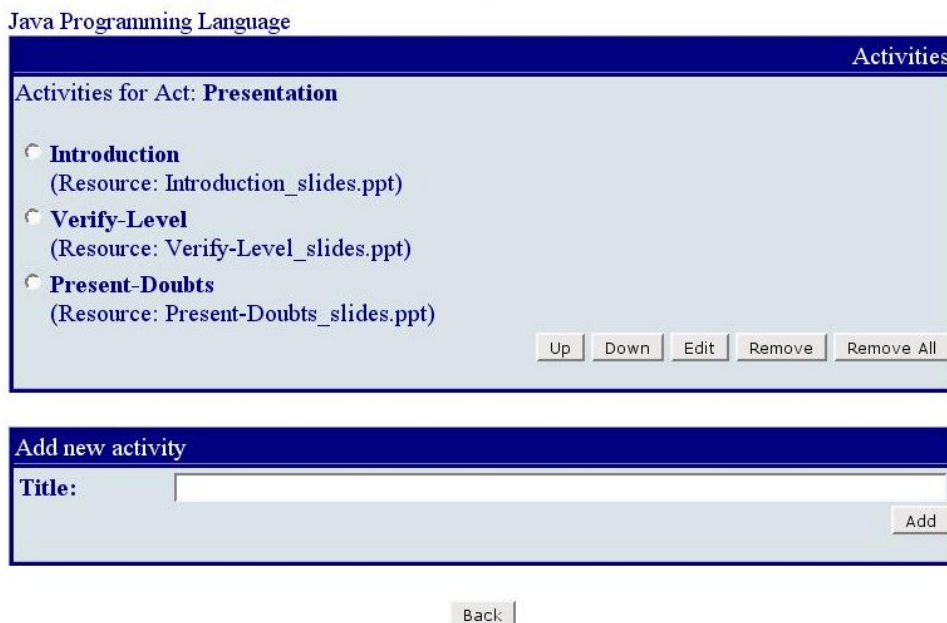 Java Programming Language
Activities
Activities for Act: Presentation
Introduction
(Resource: Introduction_slides.ppt)
Verify-Level
(Resource: Verify-Level_slides.ppt)
Present-Doubts
(Resource: Present-Doubts_slides.ppt)
Up Down Edit Remove Remove All
Add new activity
Title:
Add
Back